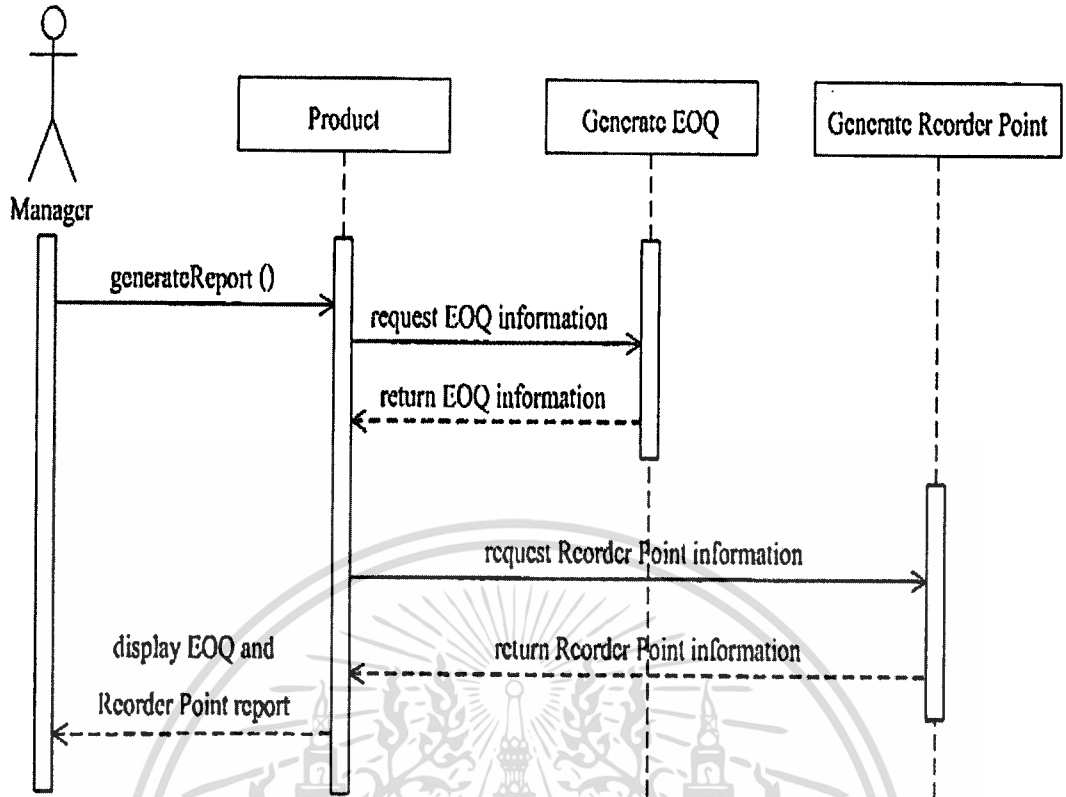 Product
Generate EOQ
Generate Reorder Point
Manager
generateReport ()
request EOQ information
return EOQ information
request Reorder Point information
return Reorder Point information
display EOQ and
Reorder Point report